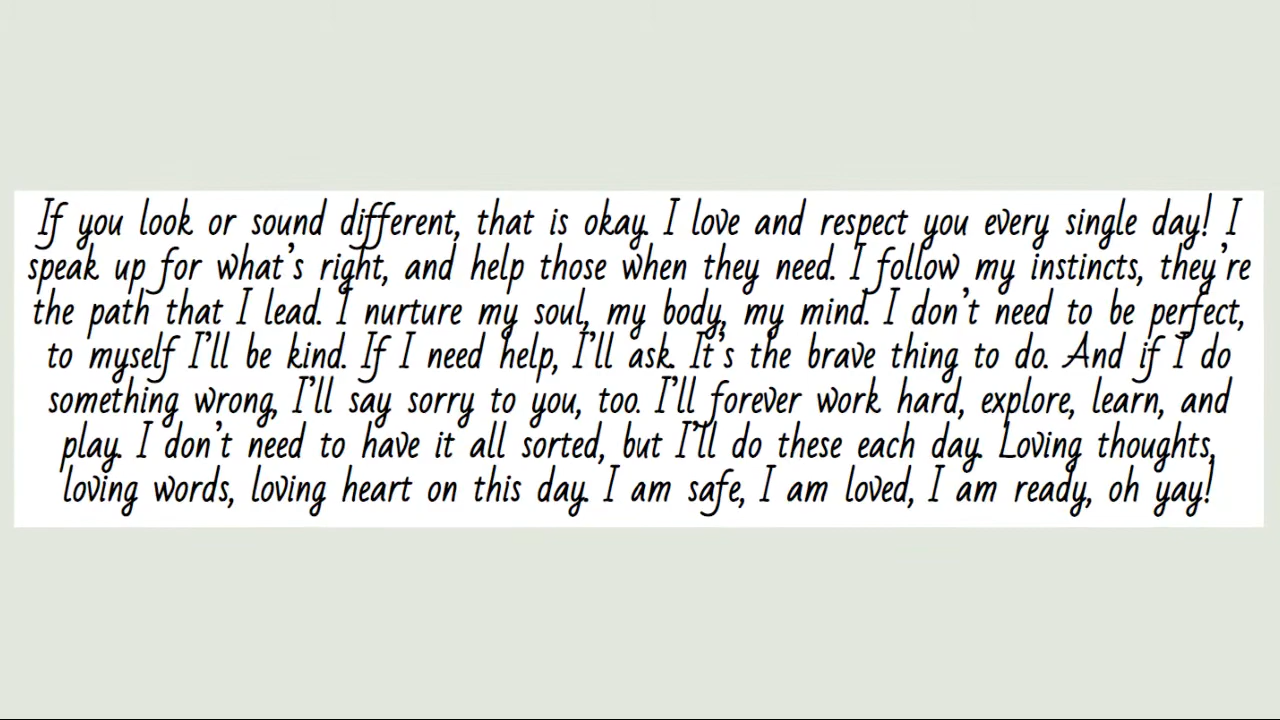 If you look or sound different, that is okay. I love and respect you every single day! I
speak up for what's right, and help those when they need. I follow my instincts, they're
the path that I lead. I nurture my soul, my body, my mind. I don't need to be perfect,
to myself I'll be kind. If I need help, I'll ask. It's the brave thing to do. And if I do
something wrong, I'll say sorry to you, too. I'll forever work hard, explore, learn, and
play. I don't need to have it all sorted, but I'll do these each day. Loving thoughts,
loving words, loving heart on this day. I am safe, I am loved, I am ready, oh yay!